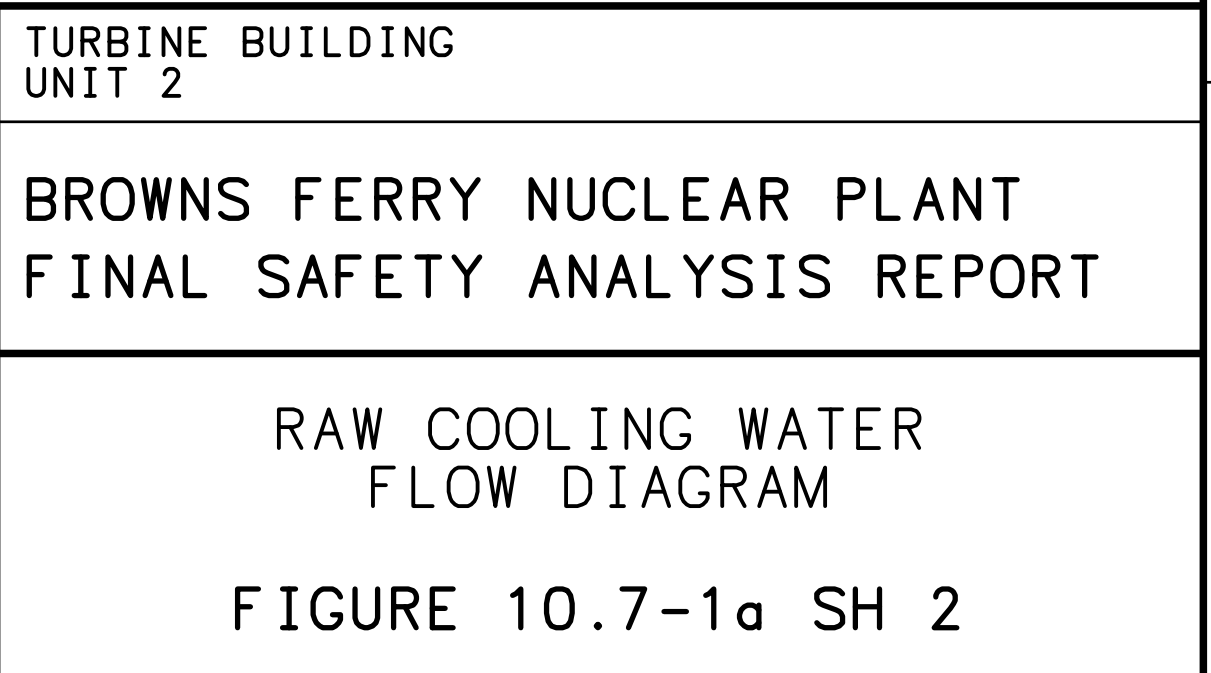 TURBINE BUILDING
UNIT 2
BROWNS FERRY NUCLEAR PLANT
FINAL SAFETY ANALYSIS REPORT
RAW COOLING WATER
FLOW DIAGRAM
FIGURE 10.7-1a SH 2